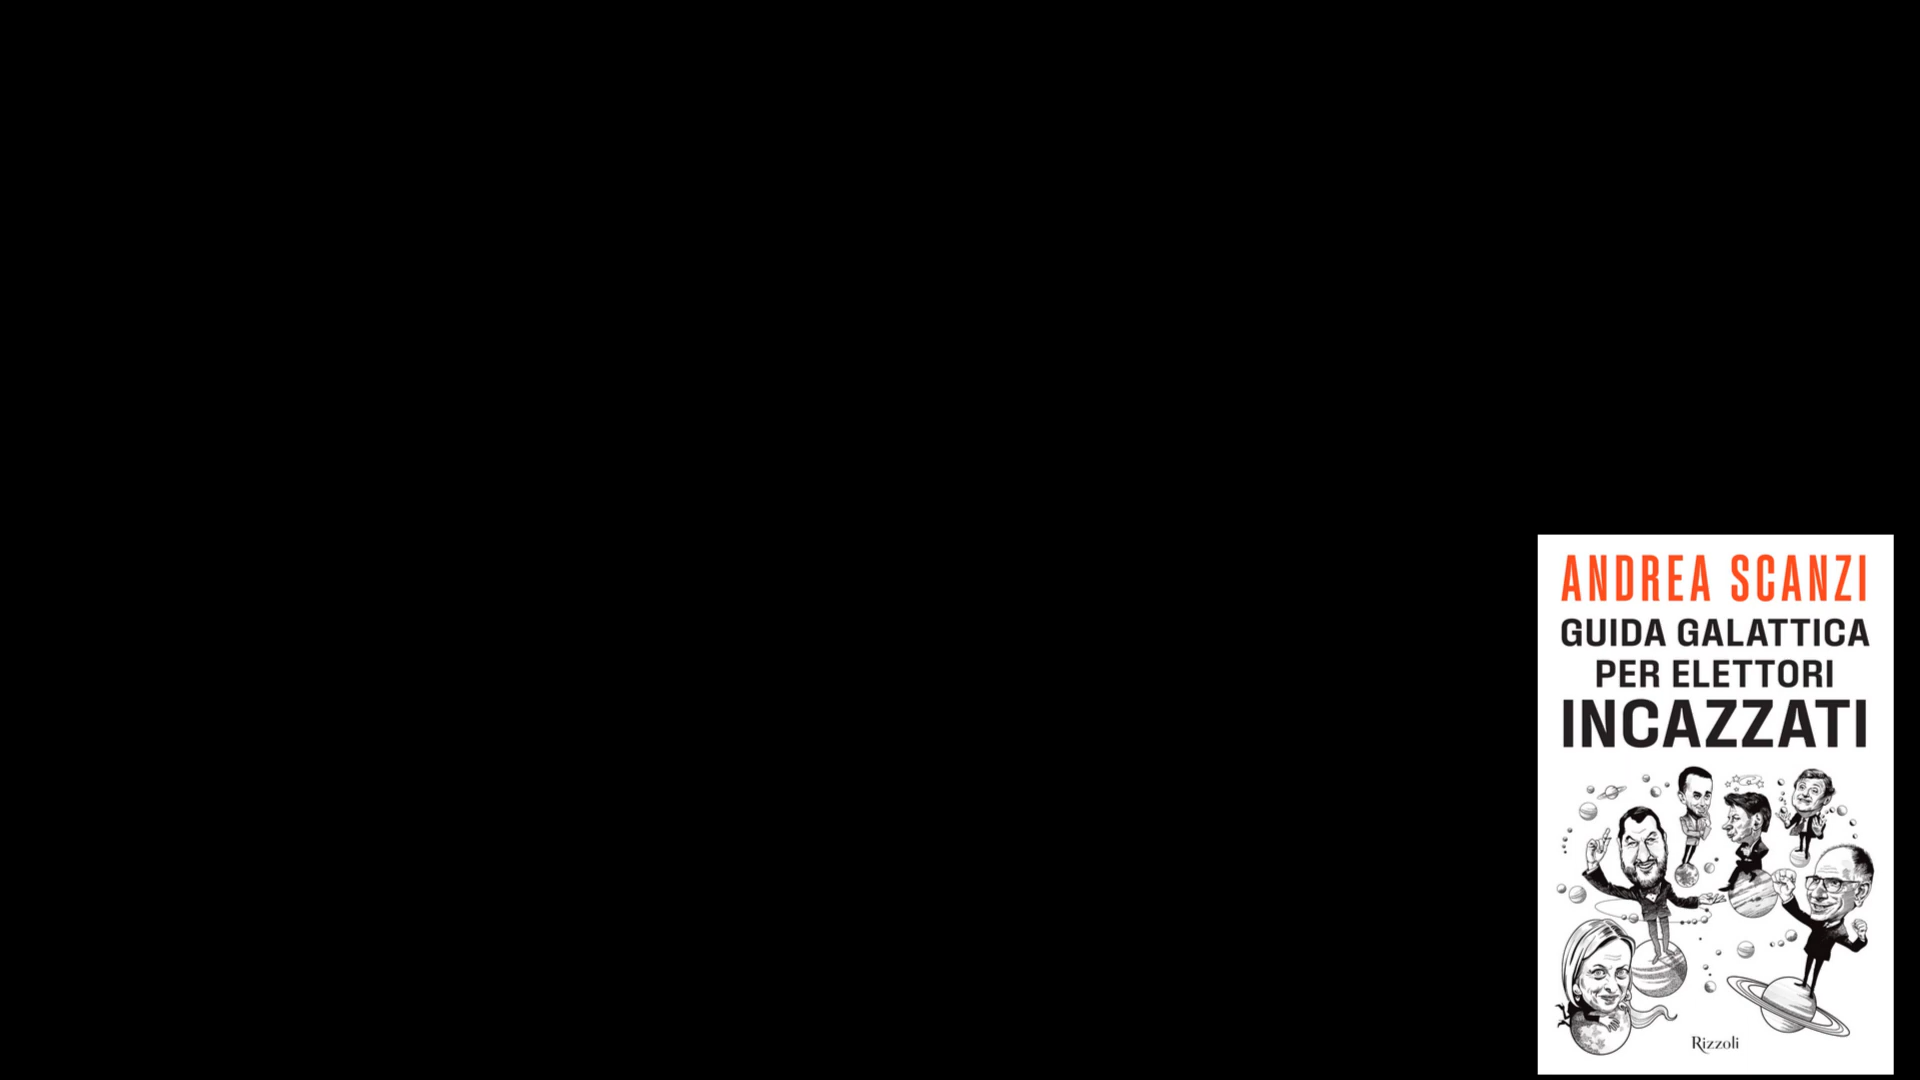 ANDREA SCANZI
GUIDA GALATTICA
PER ELETTORI
INCAZZATI
Rizzoli